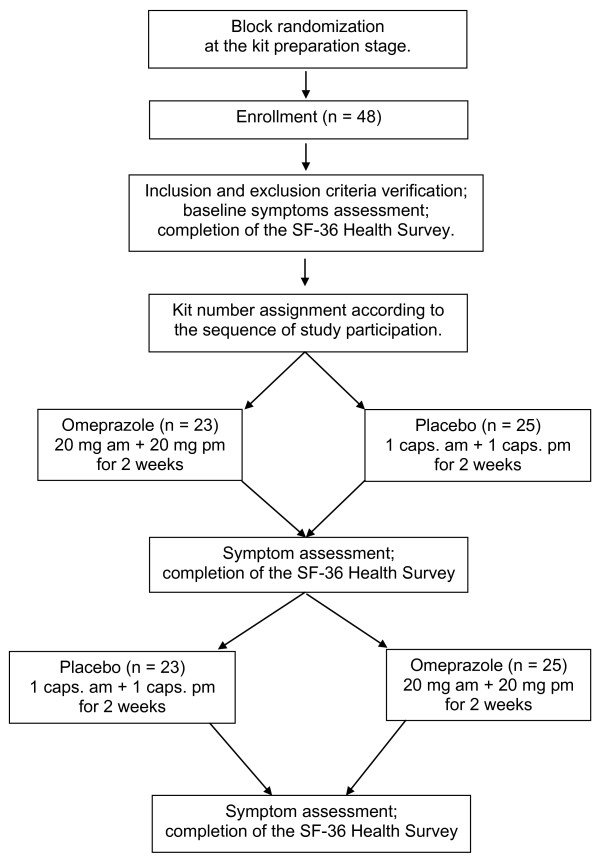 Block randomization
at the kit preparation stage.
Enrollment (n = 48)
Inclusion and exclusion criteria verification;
baseline symptoms assessment;
completion of the SF-36 Health Survey.
Kit number assignment according to
the sequence of study participation.
Omeprazole (n = 23)
20 mg am + 20 mg pm
for 2 weeks
Placebo (n = 25)
1 caps. am + 1 caps. pm
for 2 weeks
Symptom assessment;
completion of the SF-36 Health Survey
Placebo (n = 23)
1 caps. am + 1 caps. pm
for 2 weeks
Omeprazole (n = 25)
20 mg am + 20 mg pm
for 2 weeks
Symptom assessment;
completion of the SF-36 Health Survey